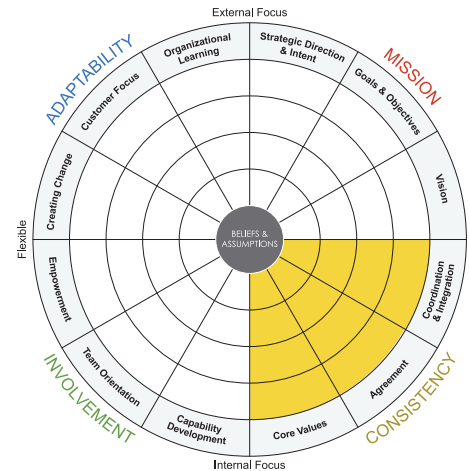 External Focus
ADAPTABILITY
MISSION
Organizational
Learning
Strategic Direction
& Intent
Customer Focus
Goals & Objectives
Creating Change
Vision
Flexible
BELIEFS &
ASSUMPTIONS
Empowerment
Coordination
& Integration
Team Orientation
Agreement
Capability
Development
Core Values
INVOLVEMENT
CONSISTENCY
Internal Focus